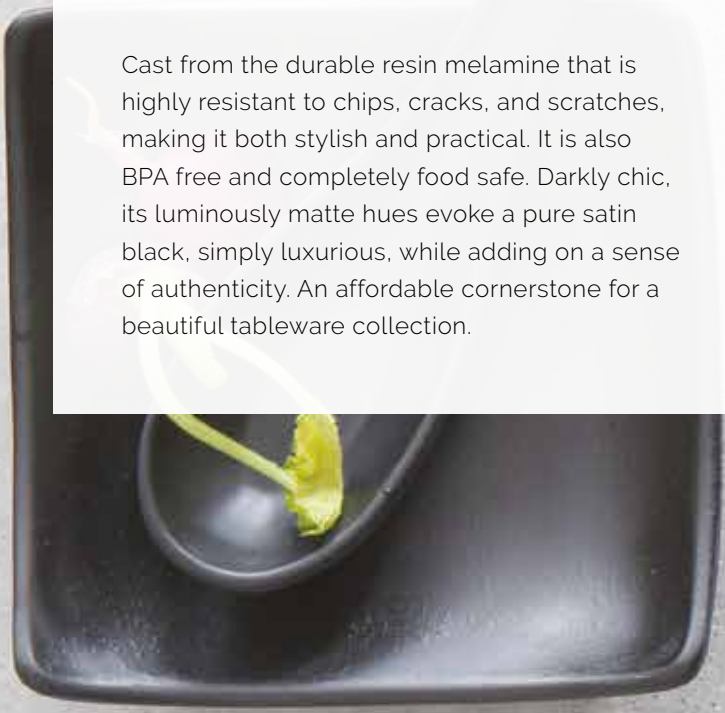 Cast from the durable resin melamine that is
highly resistant to chips, cracks, and scratches,
making it both stylish and practical. It is also
BPA free and completely food safe. Darkly chic,
its luminously matte hues evoke a pure satin
black, simply luxurious, while adding on a sense
of authenticity. An affordable cornerstone for a
beautiful tableware collection.